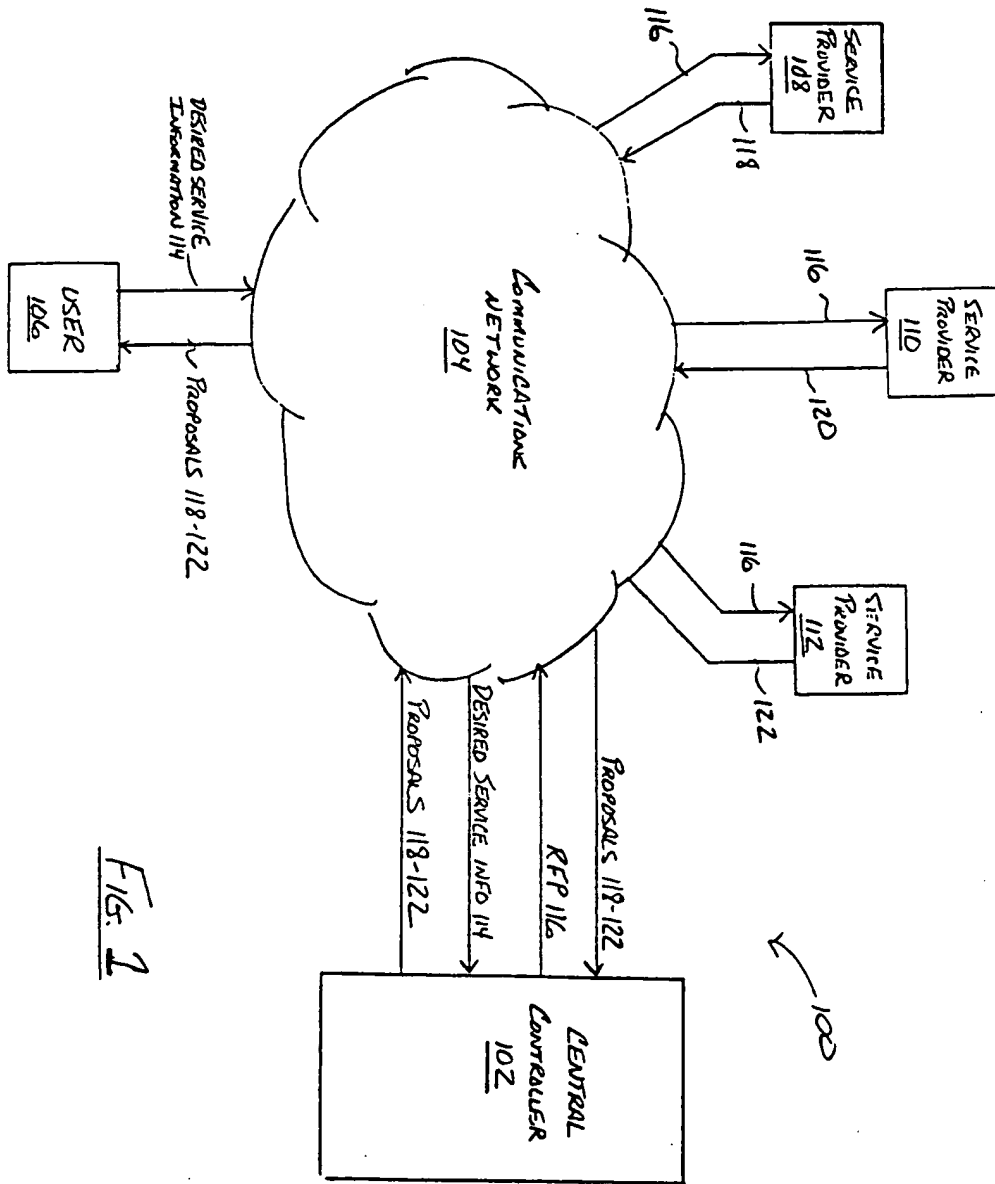 SERVICE
PROVIDER
108
116
118
SERVICE
PROVIDER
110
116
120
SERVICE
PROVIDER
112
116
122
COMMUNICATIONS
NETWORK
104
DESIRED SERVICE
INFORMATION 114
USER
106
PROPOSALS 118-122
PROPOSALS 118-122
RFP 116
DESIRED SERVICE INFO 114
PROPOSALS 118-122
CENTRAL
CONTROLLER
102
100
FIG. 1